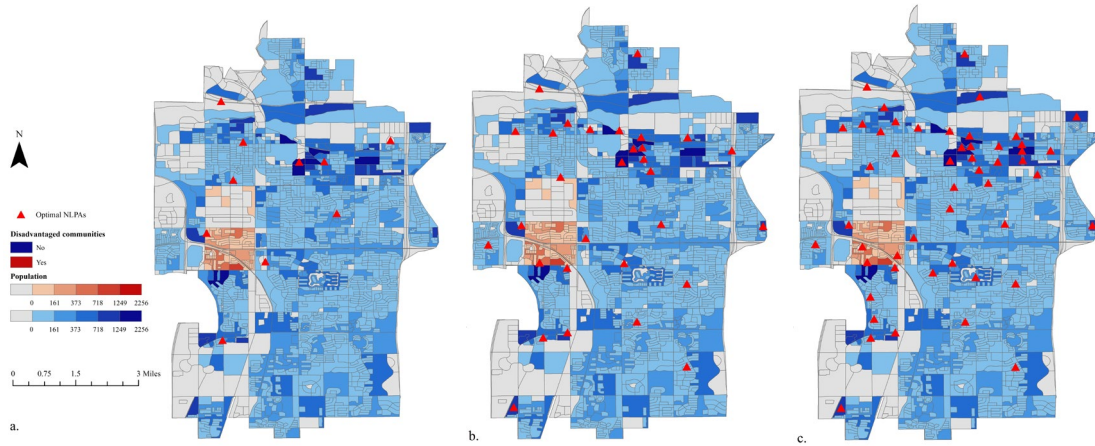 N
Optimal NLPAs
Disadvantaged communities
No
Yes
Population
0 161 373 718 1249 2256
0 161 373 718 1249 2256
0 0.75 1.5 3 Miles
a.
b.
c.